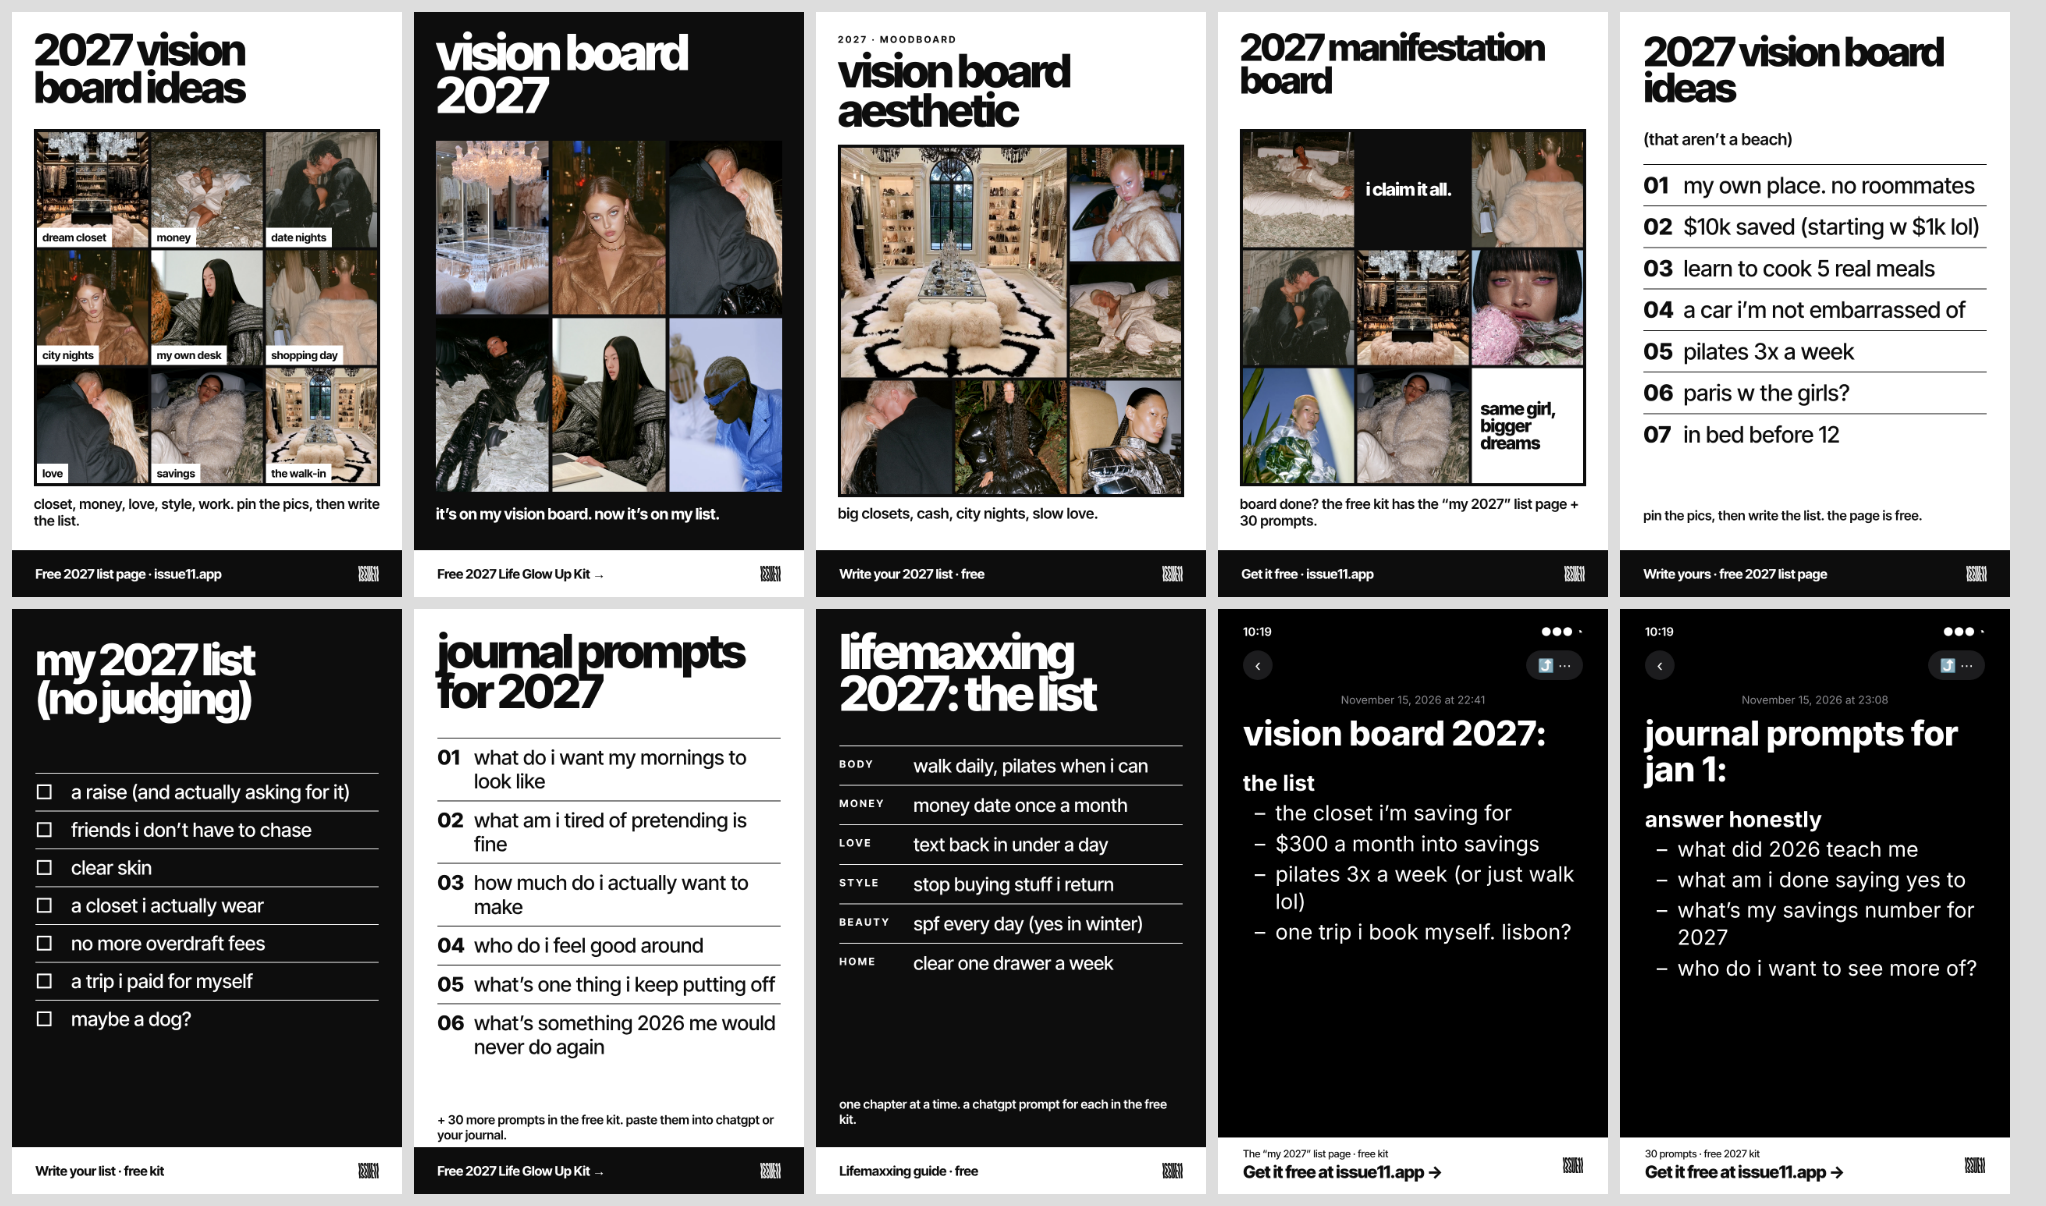 2027 vision
board ideas
dream closet
money
date nights
city nights
my own desk
shopping day
love
savings
the walk-in
closet, money, love, style, work. pin the pics, then write
the list.
Free 2027 list page · issue11.app
ISSUE11
vision board
2027
it’s on my vision board. now it’s on my list.
Free 2027 Life Glow Up Kit →
ISSUE11
2027 · MOODBOARD
vision board
aesthetic
big closets, cash, city nights, slow love.
Write your 2027 list · free
ISSUE11
2027 manifestation
board
i claim it all.
same girl,
bigger
dreams
board done? the free kit has the “my 2027” list page +
30 prompts.
Get it free · issue11.app
ISSUE11
2027 vision board
ideas
(that aren’t a beach)
01 my own place. no roommates
02 $10k saved (starting w $1k lol)
03 learn to cook 5 real meals
04 a car i’m not embarrassed of
05 pilates 3x a week
06 paris w the girls?
07 in bed before 12
pin the pics, then write the list. the page is free.
Write yours · free 2027 list page
ISSUE11
my 2027 list
(no judging)
a raise (and actually asking for it)
friends i don’t have to chase
clear skin
a closet i actually wear
no more overdraft fees
a trip i paid for myself
maybe a dog?
Write your list · free kit
ISSUE11
journal prompts
for 2027
01 what do i want my mornings to
look like
02 what am i tired of pretending is
fine
03 how much do i actually want to
make
04 who do i feel good around
05 what’s one thing i keep putting off
06 what’s something 2026 me would
never do again
+ 30 more prompts in the free kit. paste them into chatgpt or
your journal.
Free 2027 Life Glow Up Kit →
ISSUE11
lifemaxxing
2027: the list
BODY walk daily, pilates when i can
MONEY money date once a month
LOVE text back in under a day
STYLE stop buying stuff i return
BEAUTY spf every day (yes in winter)
HOME clear one drawer a week
one chapter at a time. a chatgpt prompt for each in the free
kit.
Lifemaxxing guide · free
ISSUE11
10:19
November 15, 2026 at 22:41
vision board 2027:
the list
– the closet i’m saving for
– $300 a month into savings
– pilates 3x a week (or just walk
lol)
– one trip i book myself. lisbon?
The “my 2027” list page · free kit
Get it free at issue11.app →
ISSUE11
10:19
November 15, 2026 at 23:08
journal prompts for
jan 1:
answer honestly
– what did 2026 teach me
– what am i done saying yes to
– what’s my savings number for
2027
– who do i want to see more of?
30 prompts · free 2027 kit
Get it free at issue11.app →
ISSUE11